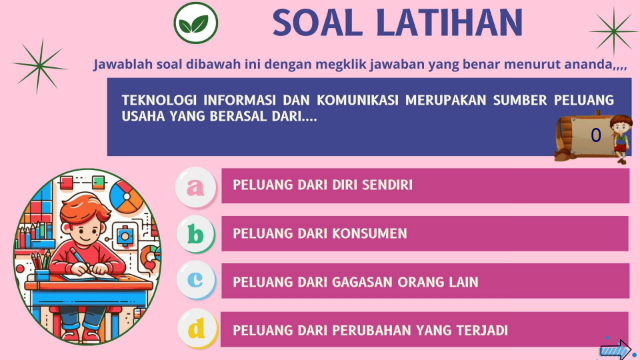 SOAL LATIHAN
Jawablah soal dibawah ini dengan megklik jawaban yang benar menurut ananda,,,,
TEKNOLOGI INFORMASI DAN KOMUNIKASI MERUPAKAN SUMBER PELUANG
USAHA YANG BERASAL DARI....
0
a PELUANG DARI DIRI SENDIRI
b PELUANG DARI KONSUMEN
c PELUANG DARI GAGASAN ORANG LAIN
d PELUANG DARI PERUBAHAN YANG TERJADI